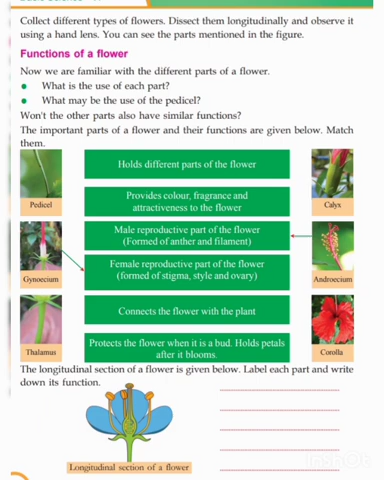 Collect different types of flowers. Dissect them longitudinally and observe it
using a hand lens. You can see the parts mentioned in the figure.
Functions of a flower
Now we are familiar with the different parts of a flower.
What is the use of each part?
What may be the use of the pedicel?
Won't the other parts also have similar functions?
The important parts of a flower and their functions are given below. Match
them.
Holds different parts of the flower
Pedicel
Provides colour, fragrance and
attractiveness to the flower
Calyx
Male reproductive part of the flower
(Formed of anther and filament)
Gynoecium
Female reproductive part of the flower
(formed of stigma, style and ovary)
Androecium
Connects the flower with the plant
Thalamus
Protects the flower when it is a bud. Holds petals
after it blooms.
Corolla
The longitudinal section of a flower is given below. Label each part and write
down its function.
Longitudinal section of a flower
InShOt